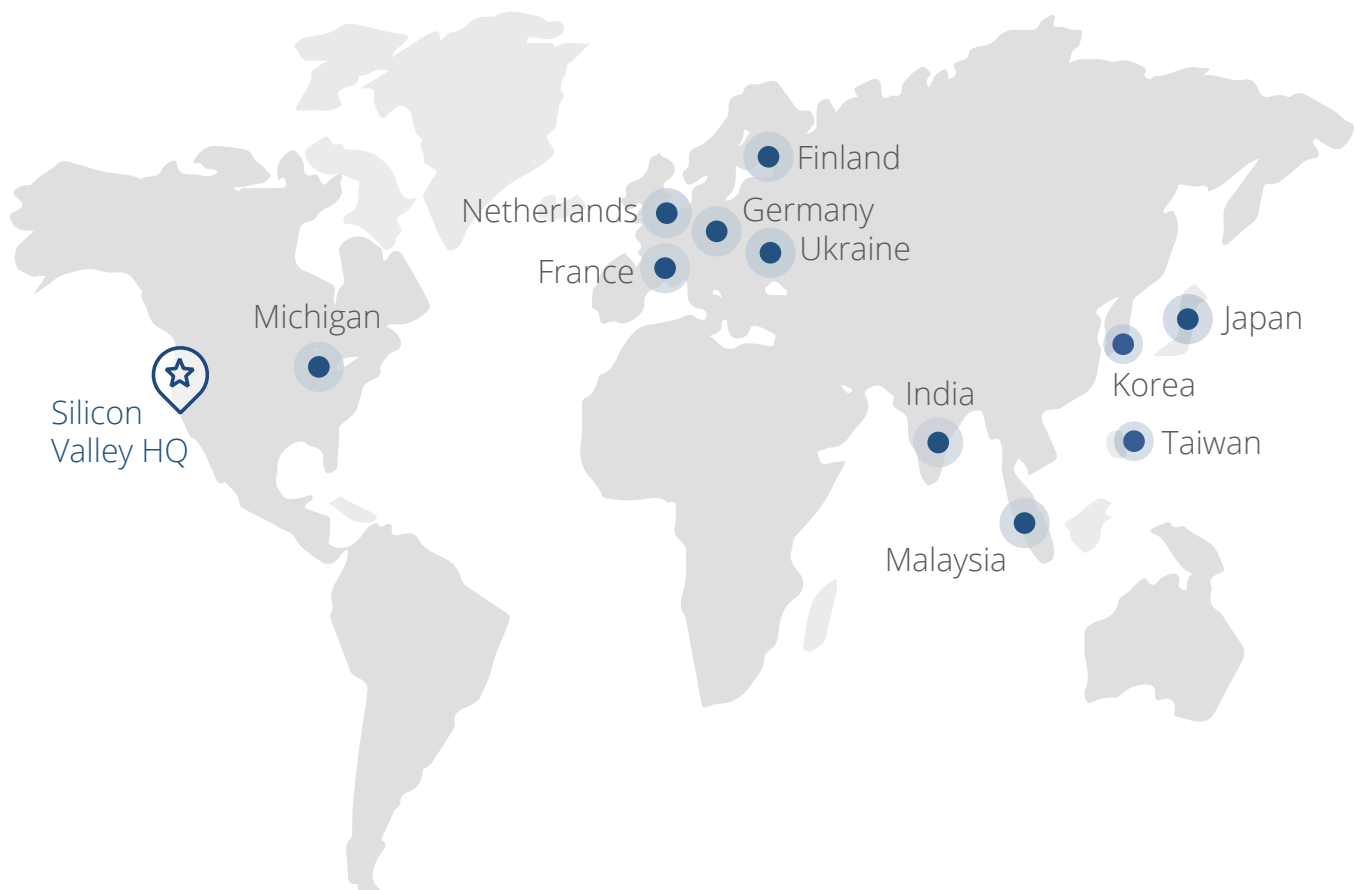 Finland
Netherlands
Germany
Ukraine
France
Michigan
Japan
Korea
India
Silicon
Valley HQ
Taiwan
Malaysia